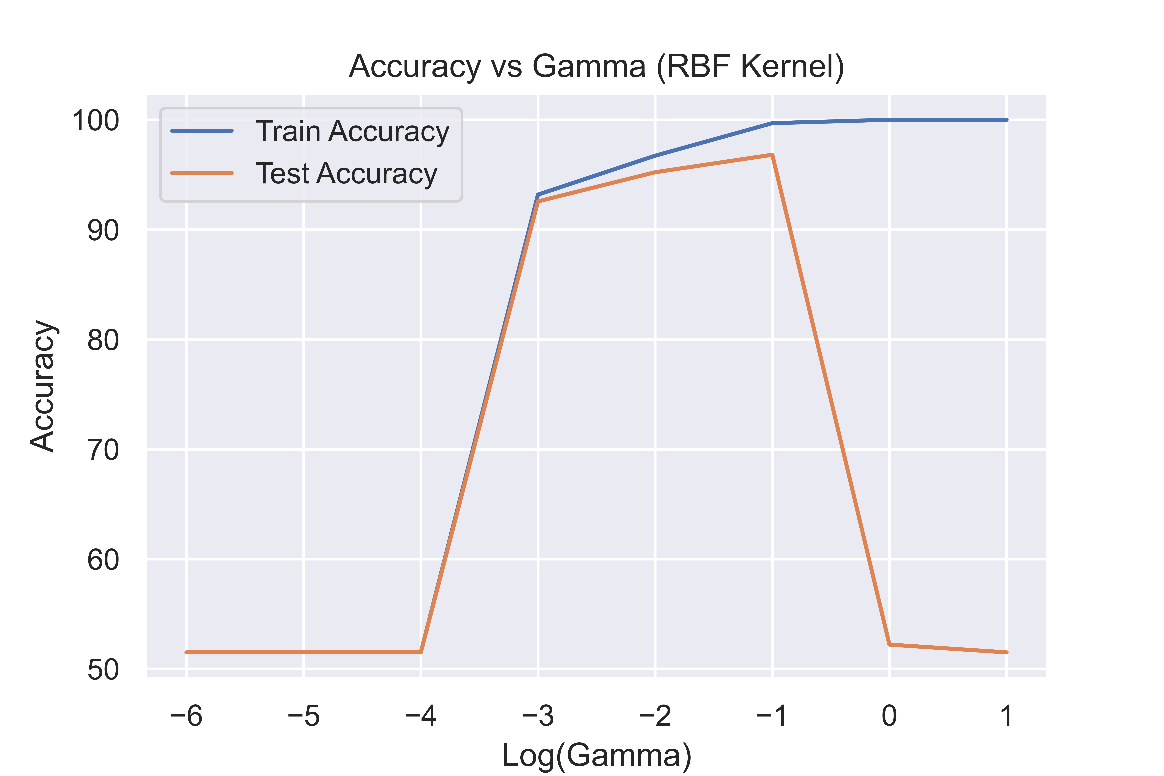 Accuracy vs Gamma (RBF Kernel)
Train Accuracy
Test Accuracy
100
90
80
70
60
50
Accuracy
−6 −5 −4 −3 −2 −1 0 1
Log(Gamma)